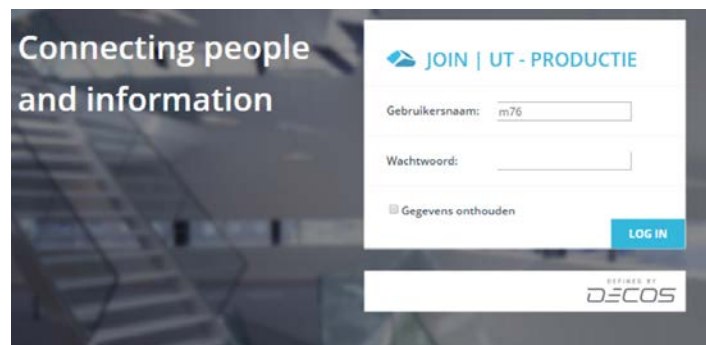 Connecting people
and information
JOIN | UT - PRODUCTIE
Gebruikersnaam: m76
Wachtwoord:
Gegevens onthouden
LOG IN
DEFINED BY
DECOS